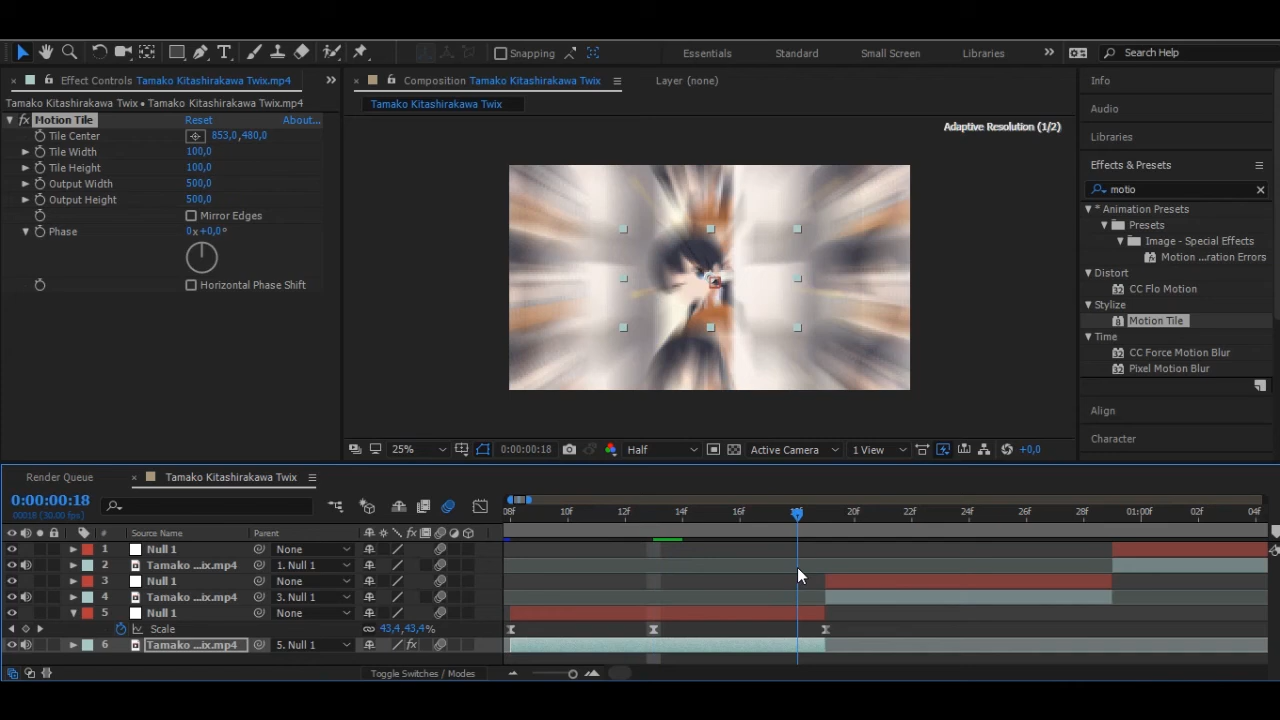 Snapping
Essentials
Standard
Small Screen
Libraries
Search Help
Effect Controls Tamako Kitashirakawa Twix.mp4
Composition Tamako Kitashirakawa Twix
Layer (none)
Info
Tamako Kitashirakawa Twix • Tamako Kitashirakawa Twix.mp4
Tamako Kitashirakawa Twix
Audio
fx Motion Tile Reset About...
Adaptive Resolution (1/2)
Tile Center 853,0,480,0
Libraries
Tile Width 100,0
Tile Height 100,0
Effects & Presets
Output Width 500,0
motio
Output Height 500,0
* Animation Presets
Mirror Edges
Presets
Phase 0x+0,0°
Image - Special Effects
Motion ...ration Errors
Distort
Horizontal Phase Shift
CC Flo Motion
Stylize
Motion Tile
Time
CC Force Motion Blur
Pixel Motion Blur
Align
Character
25% 0:00:00:18 Half Active Camera 1 View +0,0
Render Queue Tamako Kitashirakawa Twix
0:00:00:18
00018 (30.00 fps)
08F 10F 12F 14F 16F 18F 20F 22F 24F 26F 28F 01:00F 02F 04F
# Source Name Parent
1 Null 1 None
2 Tamako ...ix.mp4 1. Null 1
3 Null 1 None
4 Tamako ...ix.mp4 3. Null 1
5 Null 1 None
Scale 43,4,43,4%
6 Tamako ...ix.mp4 5. Null 1 fx
Toggle Switches / Modes